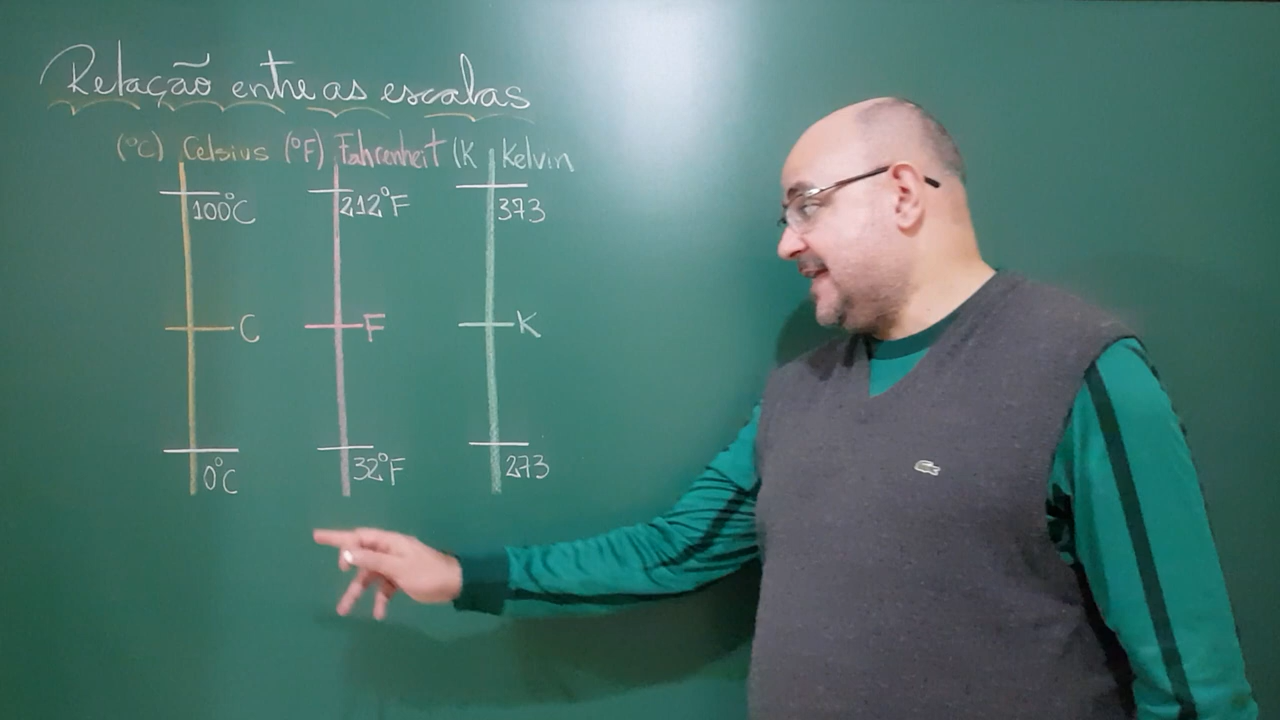 Relação entre as escalas
(°C) Celsius (°F) Fahrenheit (K Kelvin
100°C 212°F 373
C F K
0°C 32°F 273